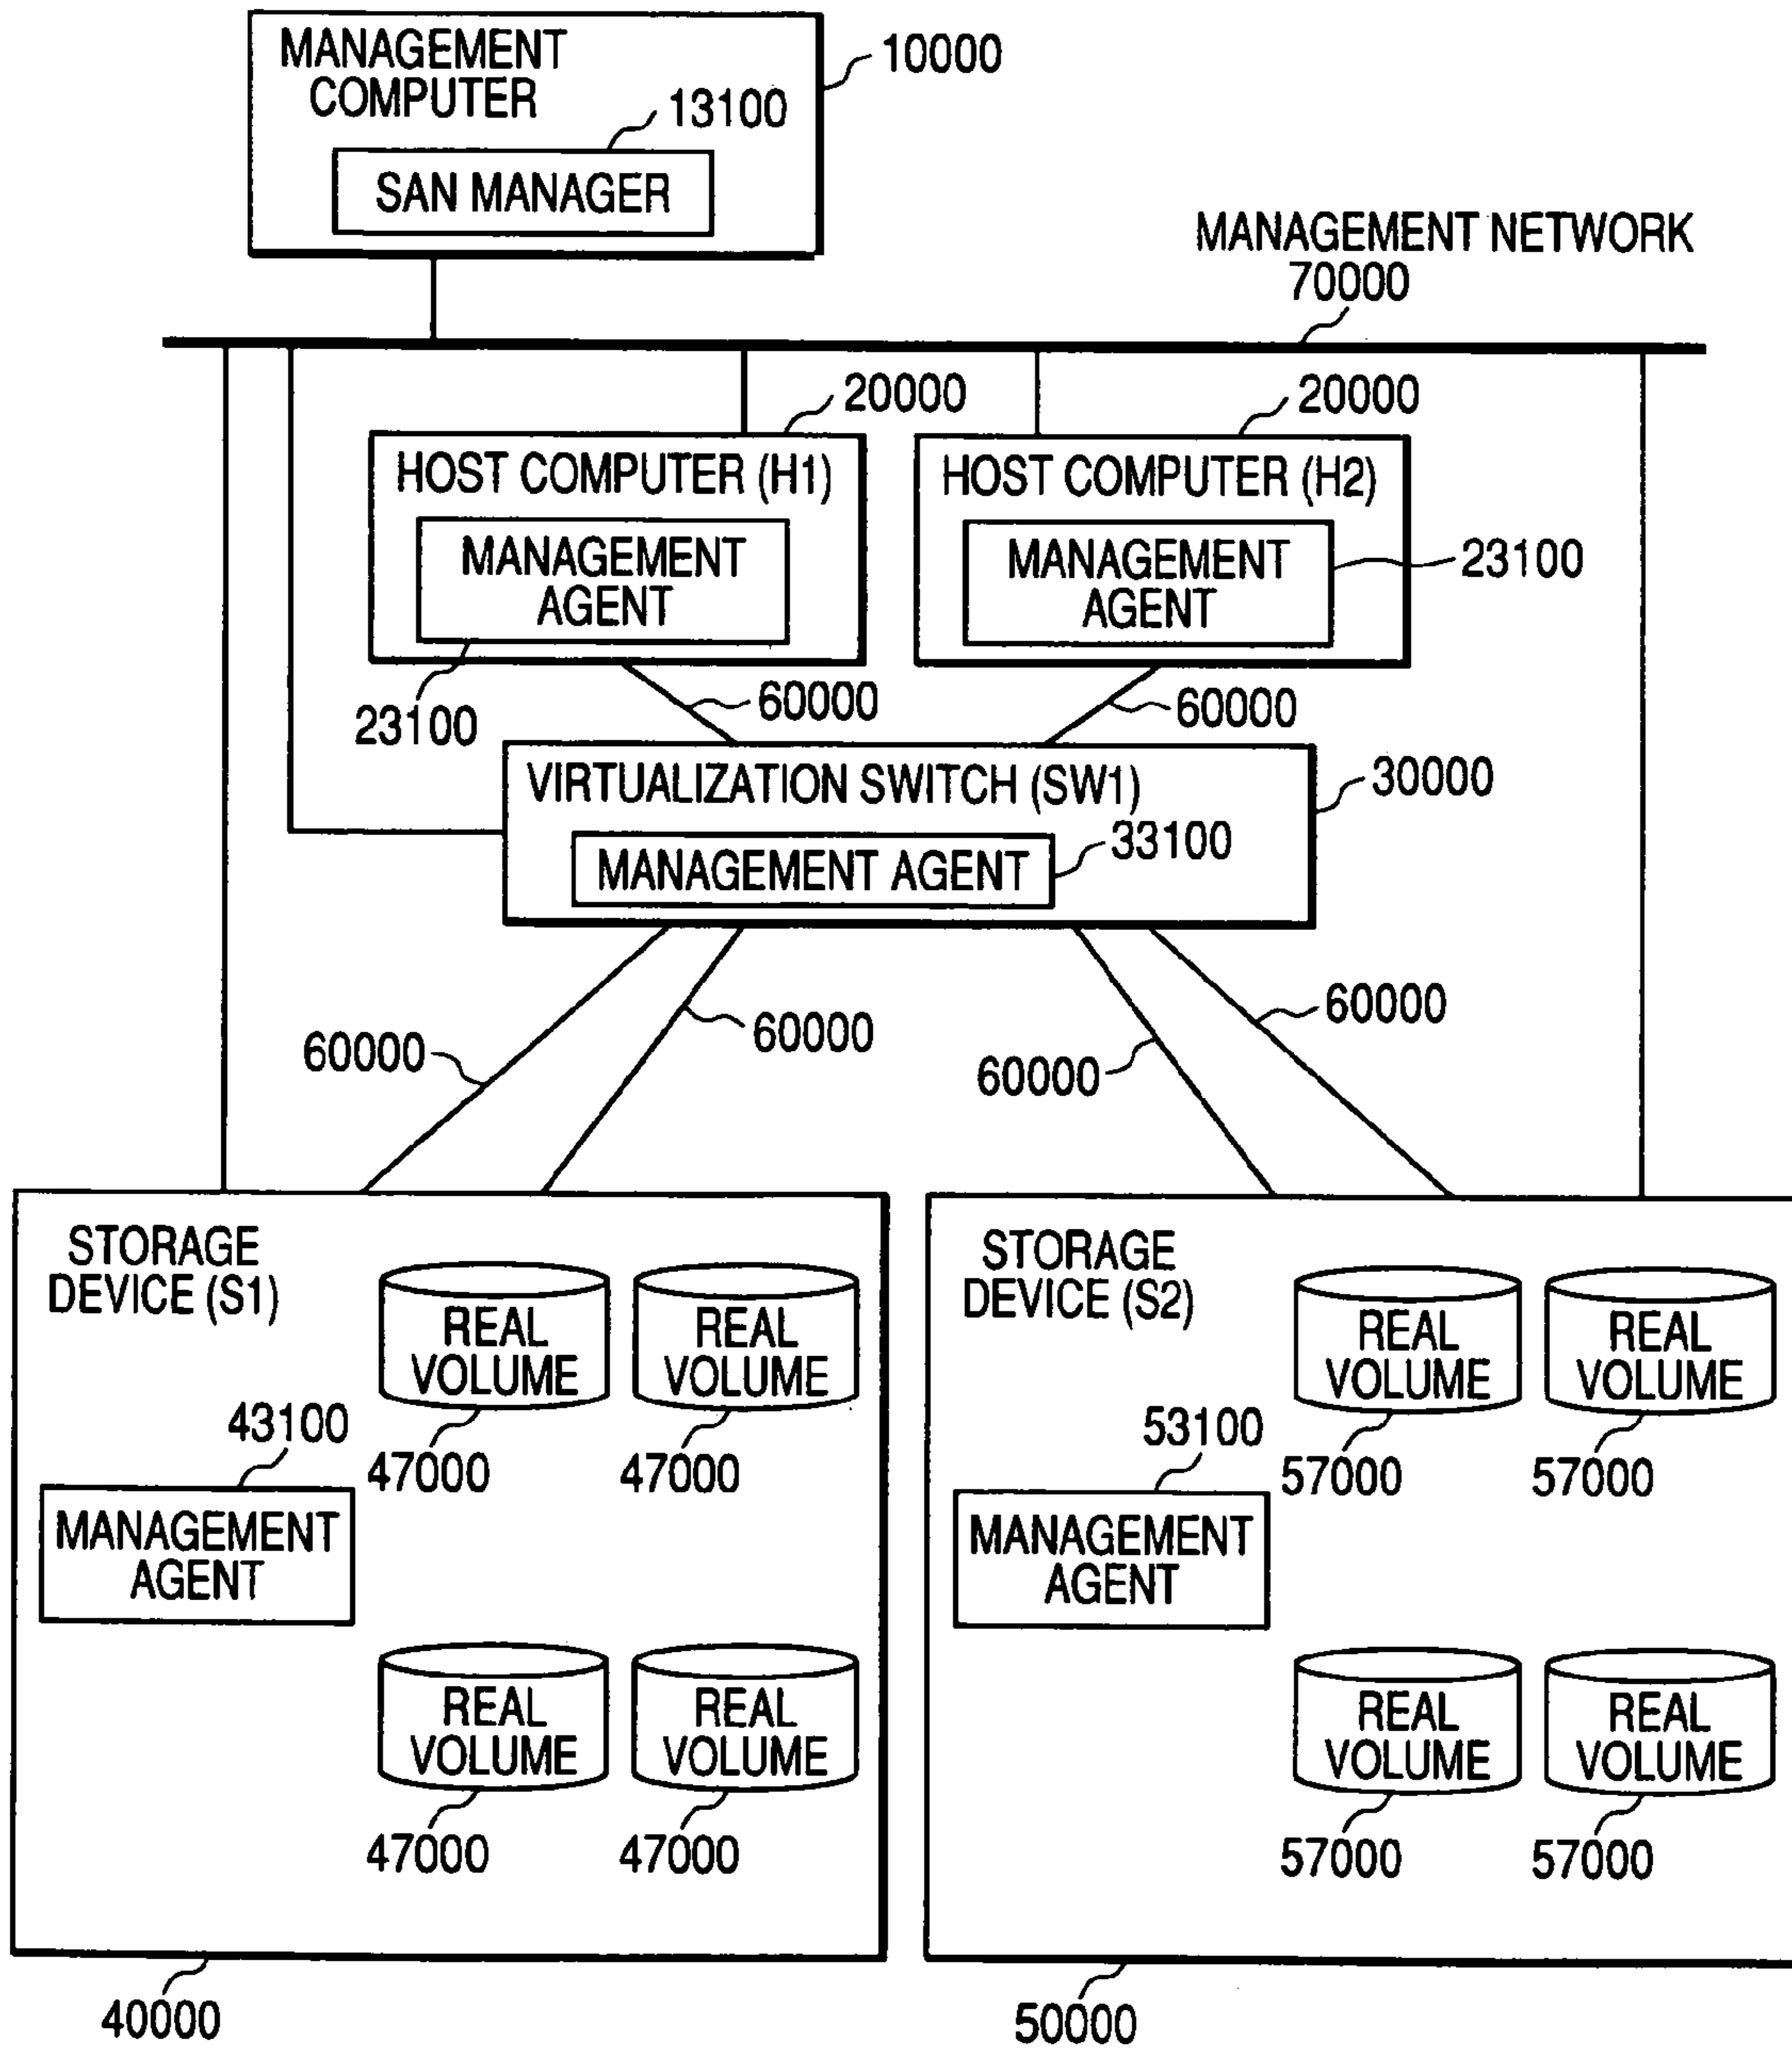 MANAGEMENT
COMPUTER
10000
13100
SAN MANAGER
MANAGEMENT NETWORK
70000
20000
20000
HOST COMPUTER (H1)
HOST COMPUTER (H2)
MANAGEMENT
AGENT
MANAGEMENT
AGENT
23100
23100
60000
60000
VIRTUALIZATION SWITCH (SW1)
30000
MANAGEMENT AGENT
33100
60000
60000
60000
60000
STORAGE
DEVICE (S1)
REAL
VOLUME
REAL
VOLUME
47000
47000
43100
MANAGEMENT
AGENT
REAL
VOLUME
REAL
VOLUME
47000
47000
40000
STORAGE
DEVICE (S2)
REAL
VOLUME
REAL
VOLUME
57000
57000
53100
MANAGEMENT
AGENT
REAL
VOLUME
REAL
VOLUME
57000
57000
50000